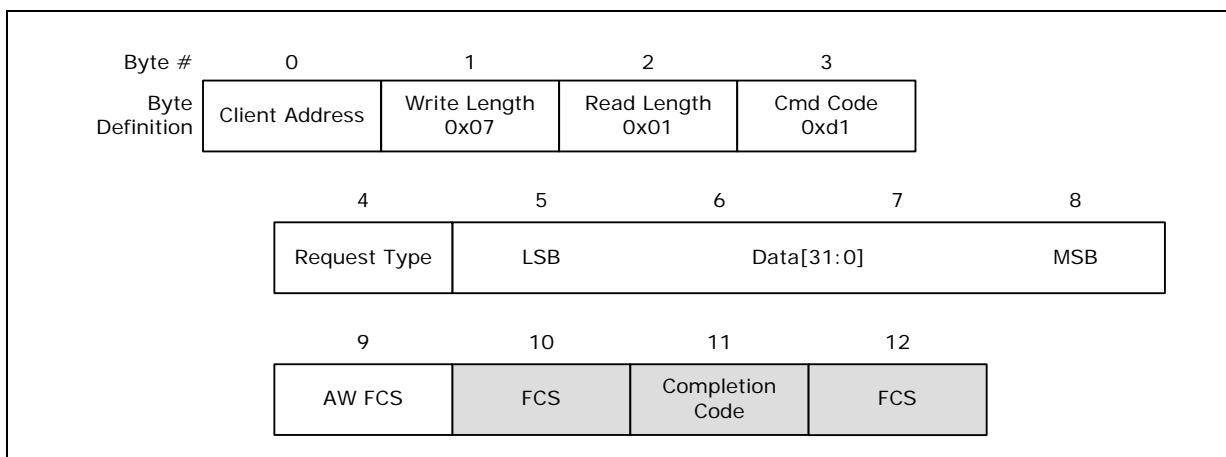 Byte # 0 1 2 3
Byte Definition
Client Address
Write Length
0x07
Read Length
0x01
Cmd Code
0xd1
4 5 6 7 8
Request Type LSB Data[31:0] MSB
9 10 11 12
AW FCS
FCS
Completion
Code
FCS